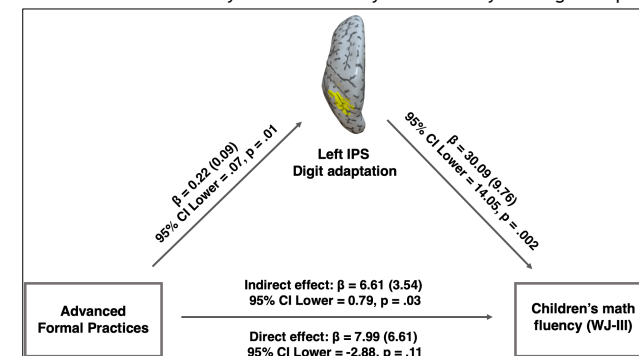 β = 0.22 (0.09)
95% CI Lower = .07, p = .01
Left IPS
Digit adaptation
β = 30.09 (9.76)
95% CI Lower = 14.05, p = .002
Advanced
Formal Practices
Indirect effect: β = 6.61 (3.54)
95% CI Lower = 0.79, p = .03
Direct effect: β = 7.99 (6.61)
95% CI Lower = -2.88, p = .11
Children's math
fluency (WJ-III)